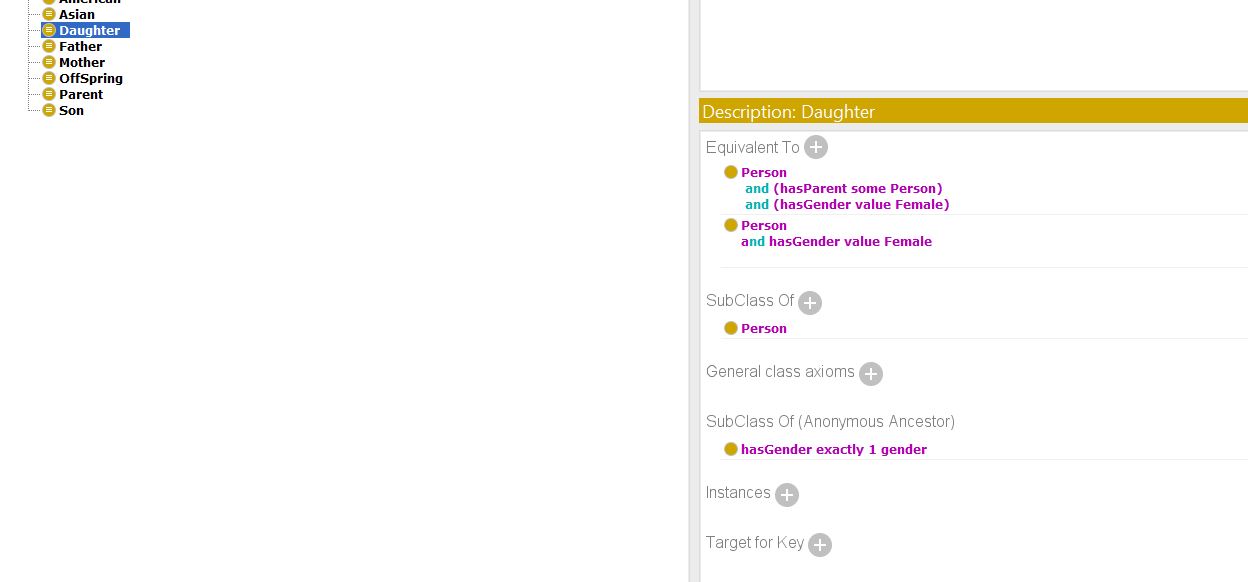 American
Asian
Daughter
Father
Mother
OffSpring
Parent
Son
Description: Daughter
Equivalent To
Person
and (hasParent some Person)
and (hasGender value Female)
Person
and hasGender value Female
SubClass Of
Person
General class axioms
SubClass Of (Anonymous Ancestor)
hasGender exactly 1 gender
Instances
Target for Key